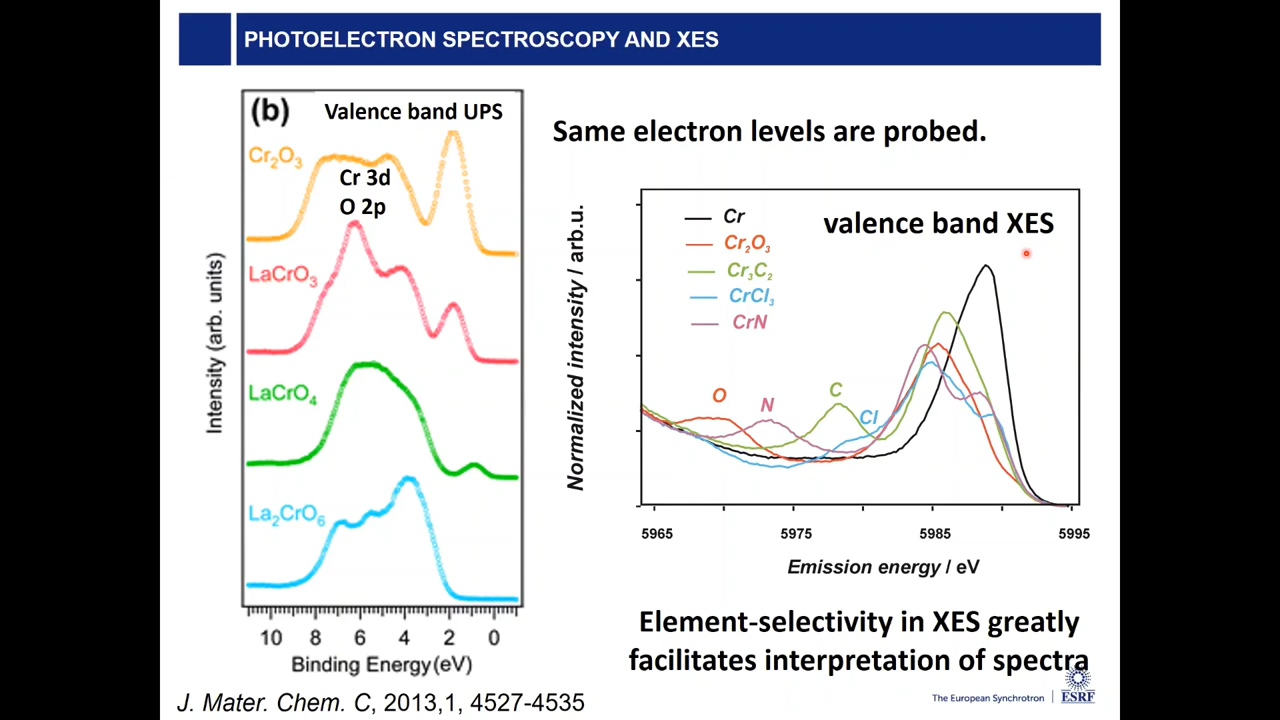 PHOTOELECTRON SPECTROSCOPY AND XES
(b) Valence band UPS
Cr2O3
Cr 3d
O 2p
LaCrO3
LaCrO4
La2CrO6
Intensity (arb. units)
10 8 6 4 2 0
Binding Energy (eV)
J. Mater. Chem. C, 2013,1, 4527-4535
Same electron levels are probed.
valence band XES
Cr
Cr2O3
Cr3C2
CrCl3
CrN
O
N
C
Cl
Normalized intensity / arb.u.
5965 5975 5985 5995
Emission energy / eV
Element-selectivity in XES greatly
facilitates interpretation of spectra
The European Synchrotron
ESRF